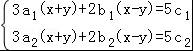 3a₁(x+y)+2b₁(x-y)=5c₁
3a₂(x+y)+2b₂(x-y)=5c₂